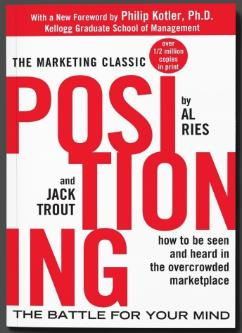 With a New Foreword by Philip Kotler, Ph.D.
Kellogg Graduate School of Management
over
1/2 million
copies
in print
THE MARKETING CLASSIC
POSI
by
AL
RIES
and
JACK
TROUT
TION
ING
how to be seen
and heard in
the overcrowded
marketplace
THE BATTLE FOR YOUR MIND